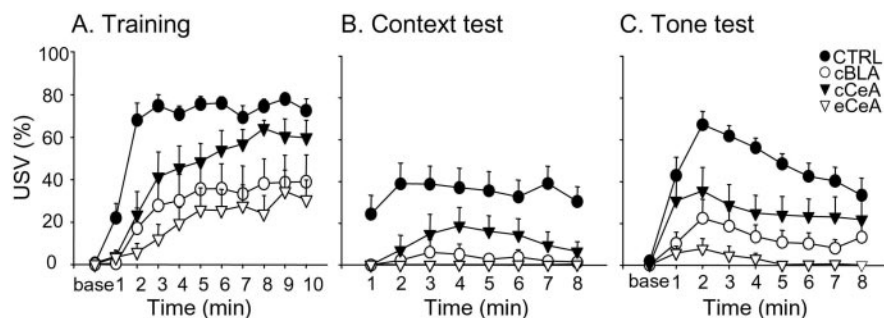 A. Training
B. Context test
C. Tone test
CTRL
cBLA
cCeA
eCeA
USV (%)
100
80
60
40
20
0
base 1 2 3 4 5 6 7 8 9 10
1 2 3 4 5 6 7 8
base 1 2 3 4 5 6 7 8
Time (min)
Time (min)
Time (min)